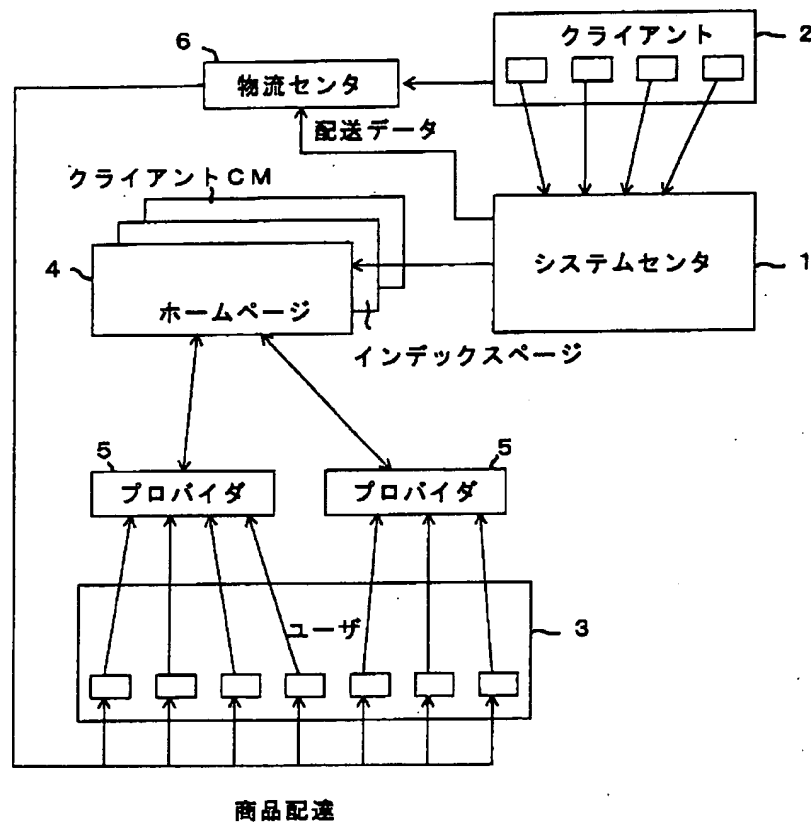 6
物流センタ
クライアント
2
配送データ
クライアントCM
4
ホームページ
システムセンタ
1
インデックスページ
5
プロバイダ
5
プロバイダ
ユーザ
3
商品配達